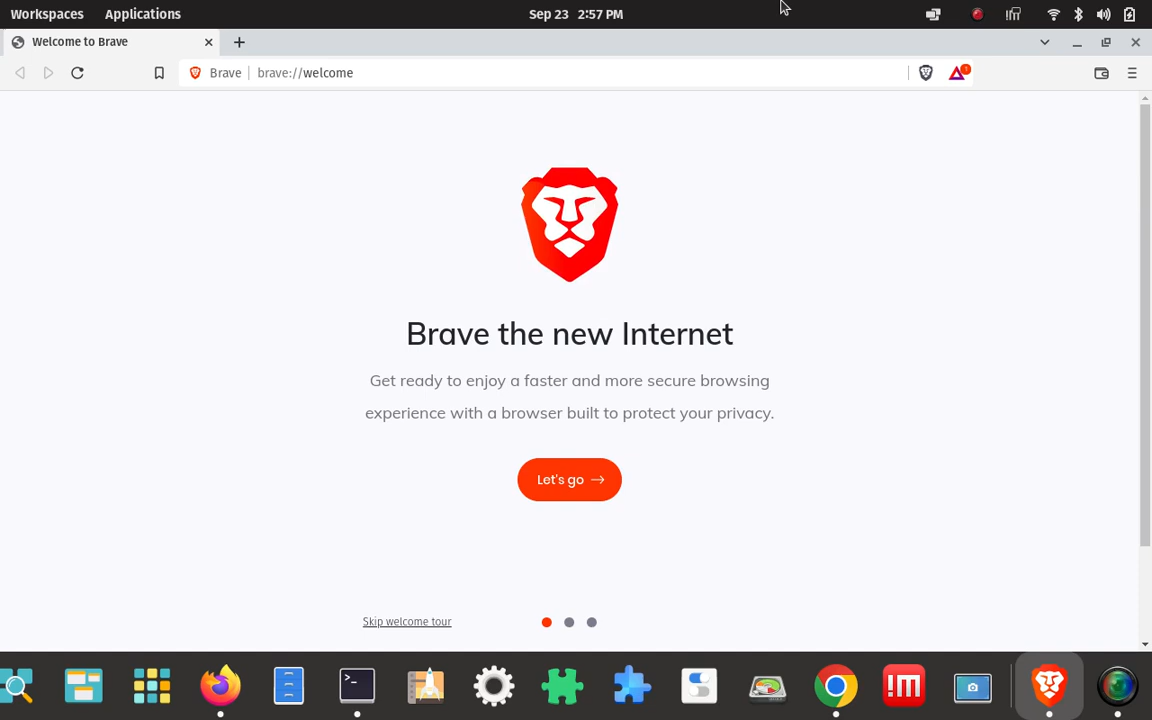 Workspaces Applications Sep 23 2:57 PM
Welcome to Brave
Brave brave://welcome
Brave the new Internet
Get ready to enjoy a faster and more secure browsing
experience with a browser built to protect your privacy.
Let's go
Skip welcome tour